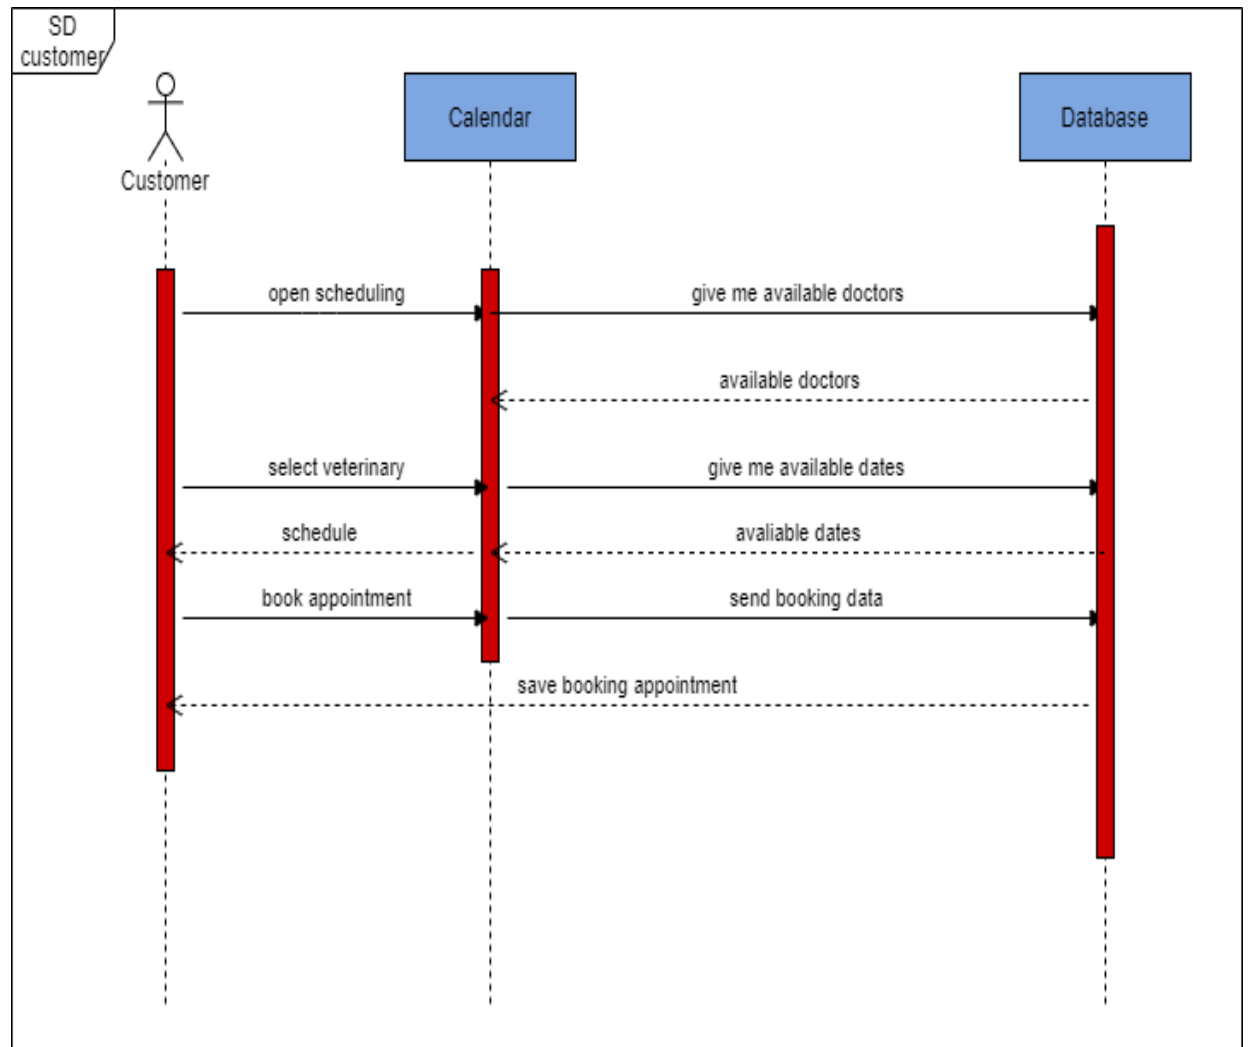 SD
customer
Calendar
Database
Customer
open scheduling
give me available doctors
available doctors
select veterinary
give me available dates
schedule
avaliable dates
book appointment
send booking data
save booking appointment